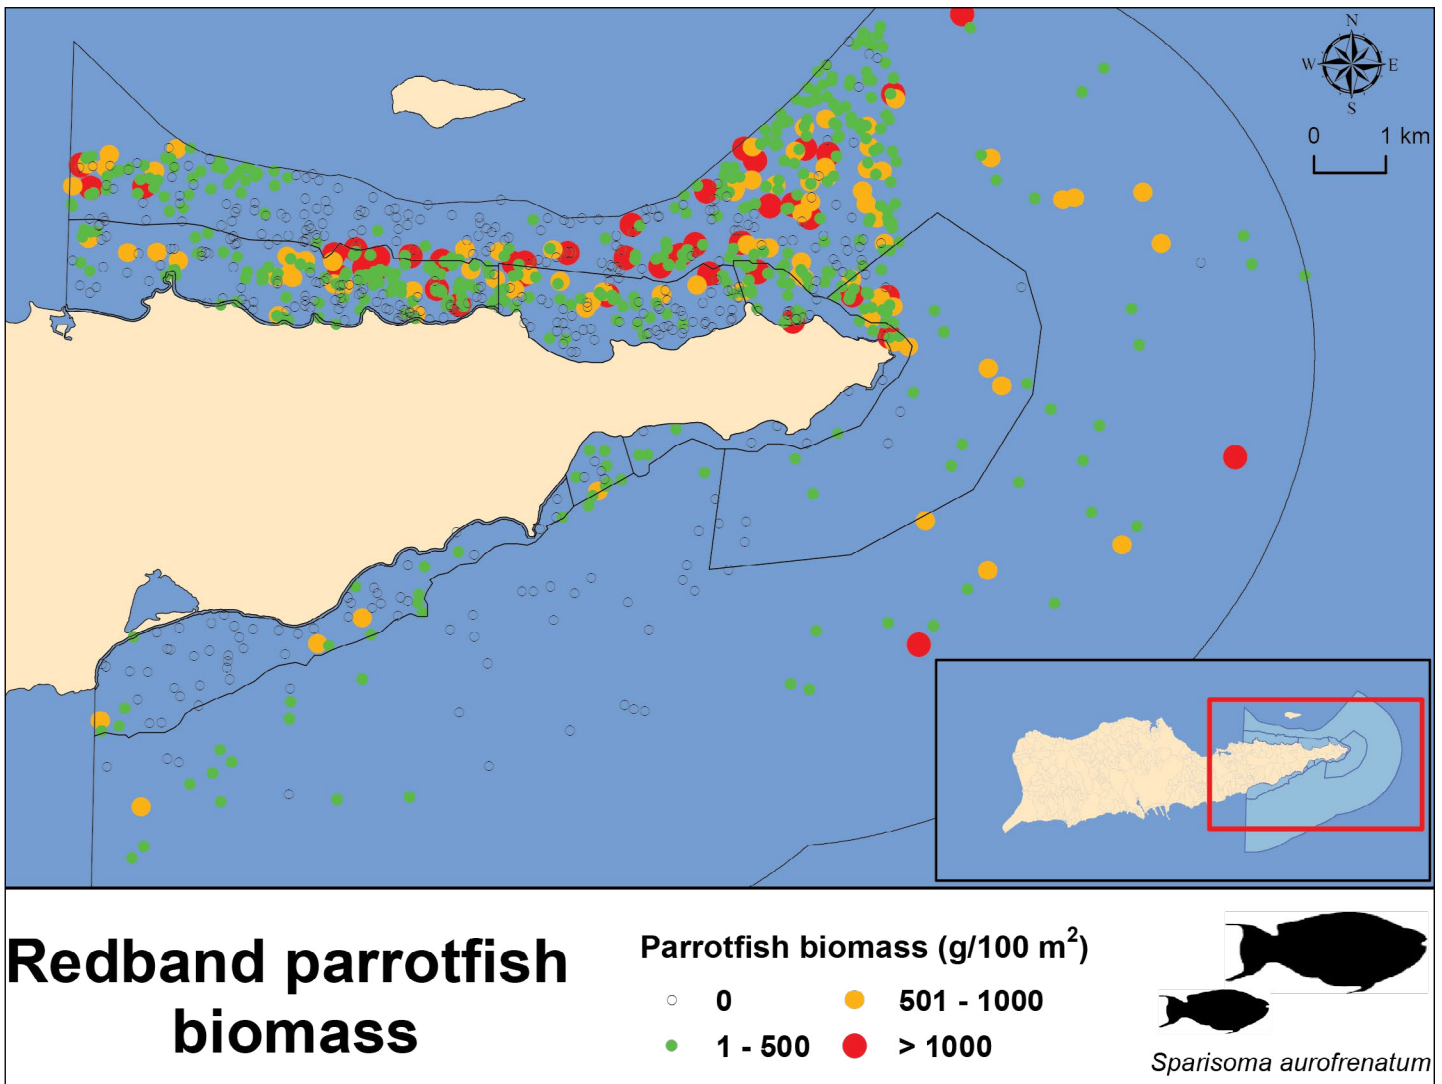 N
W E
S
0 1 km
Redband parrotfish
biomass
Parrotfish biomass (g/100 m²)
0
501 - 1000
1 - 500
> 1000
Sparisoma aurofrenatum